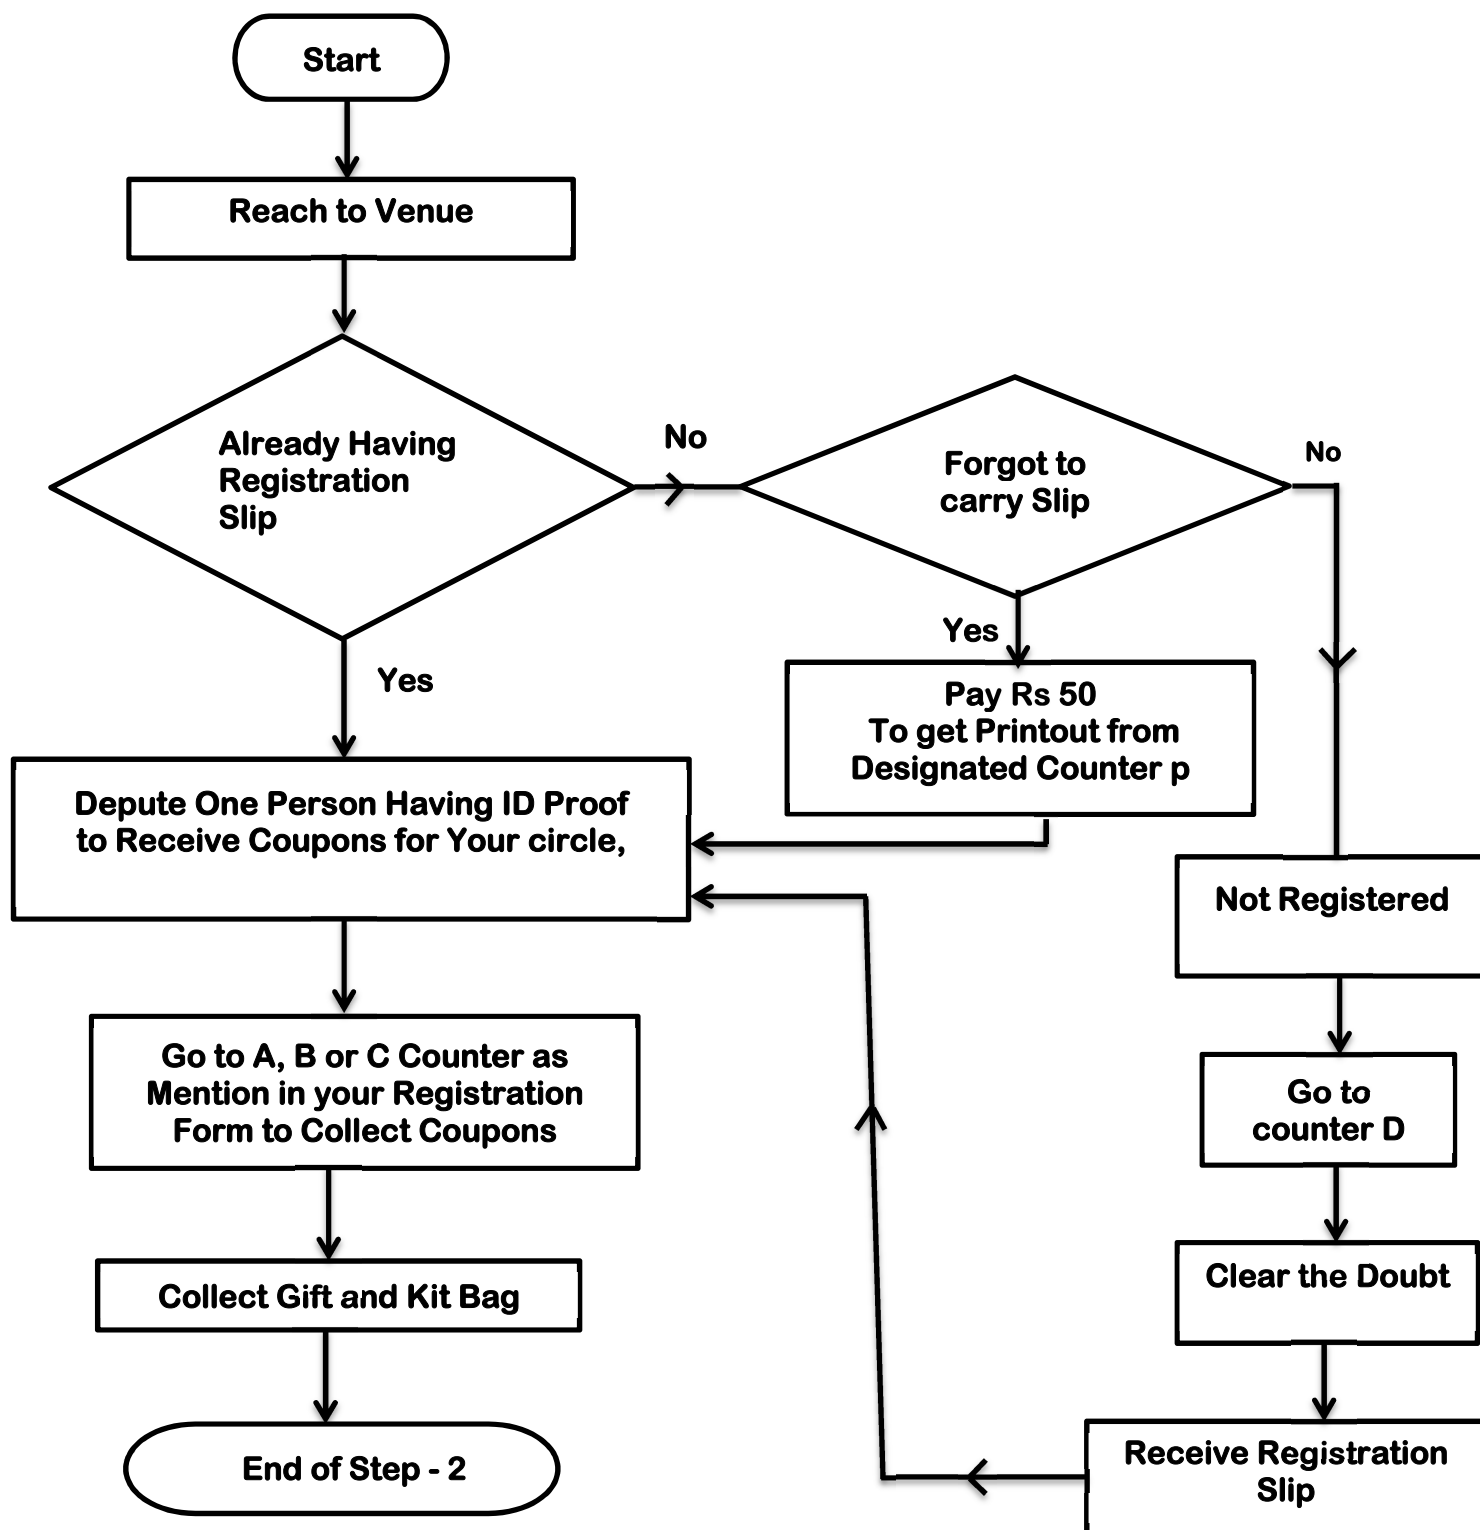 Start
Reach to Venue
Already Having
Registration
Slip
No
Forgot to
carry Slip
No
Yes
Yes
Pay Rs 50
To get Printout from
Designated Counter p
Depute One Person Having ID Proof
to Receive Coupons for Your circle,
Not Registered
Go to A, B or C Counter as
Mention in your Registration
Form to Collect Coupons
Go to
counter D
Clear the Doubt
Collect Gift and Kit Bag
Receive Registration
Slip
End of Step - 2